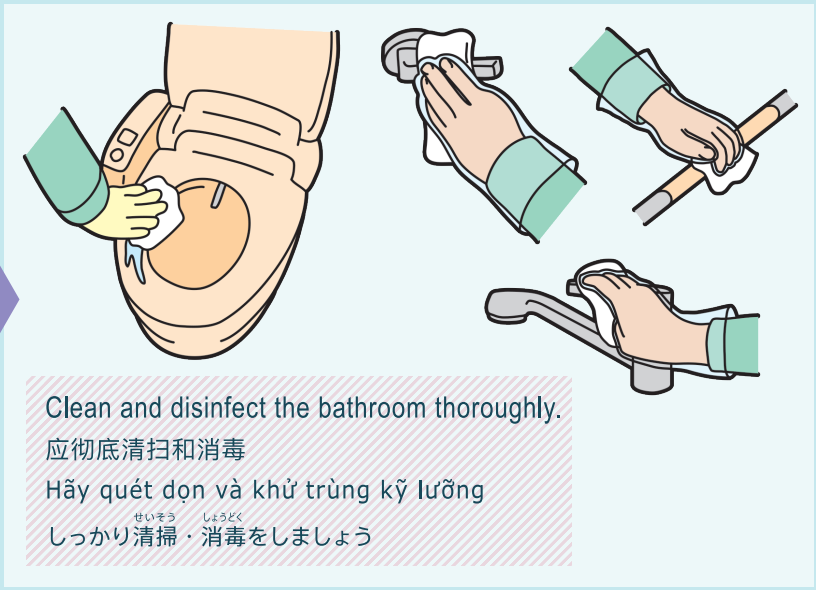 Clean and disinfect the bathroom thoroughly.
应彻底清扫和消毒
Hãy quét dọn và khử trùng kỹ lưỡng
せいそう しょうどく
しっかり清掃・消毒をしましょう